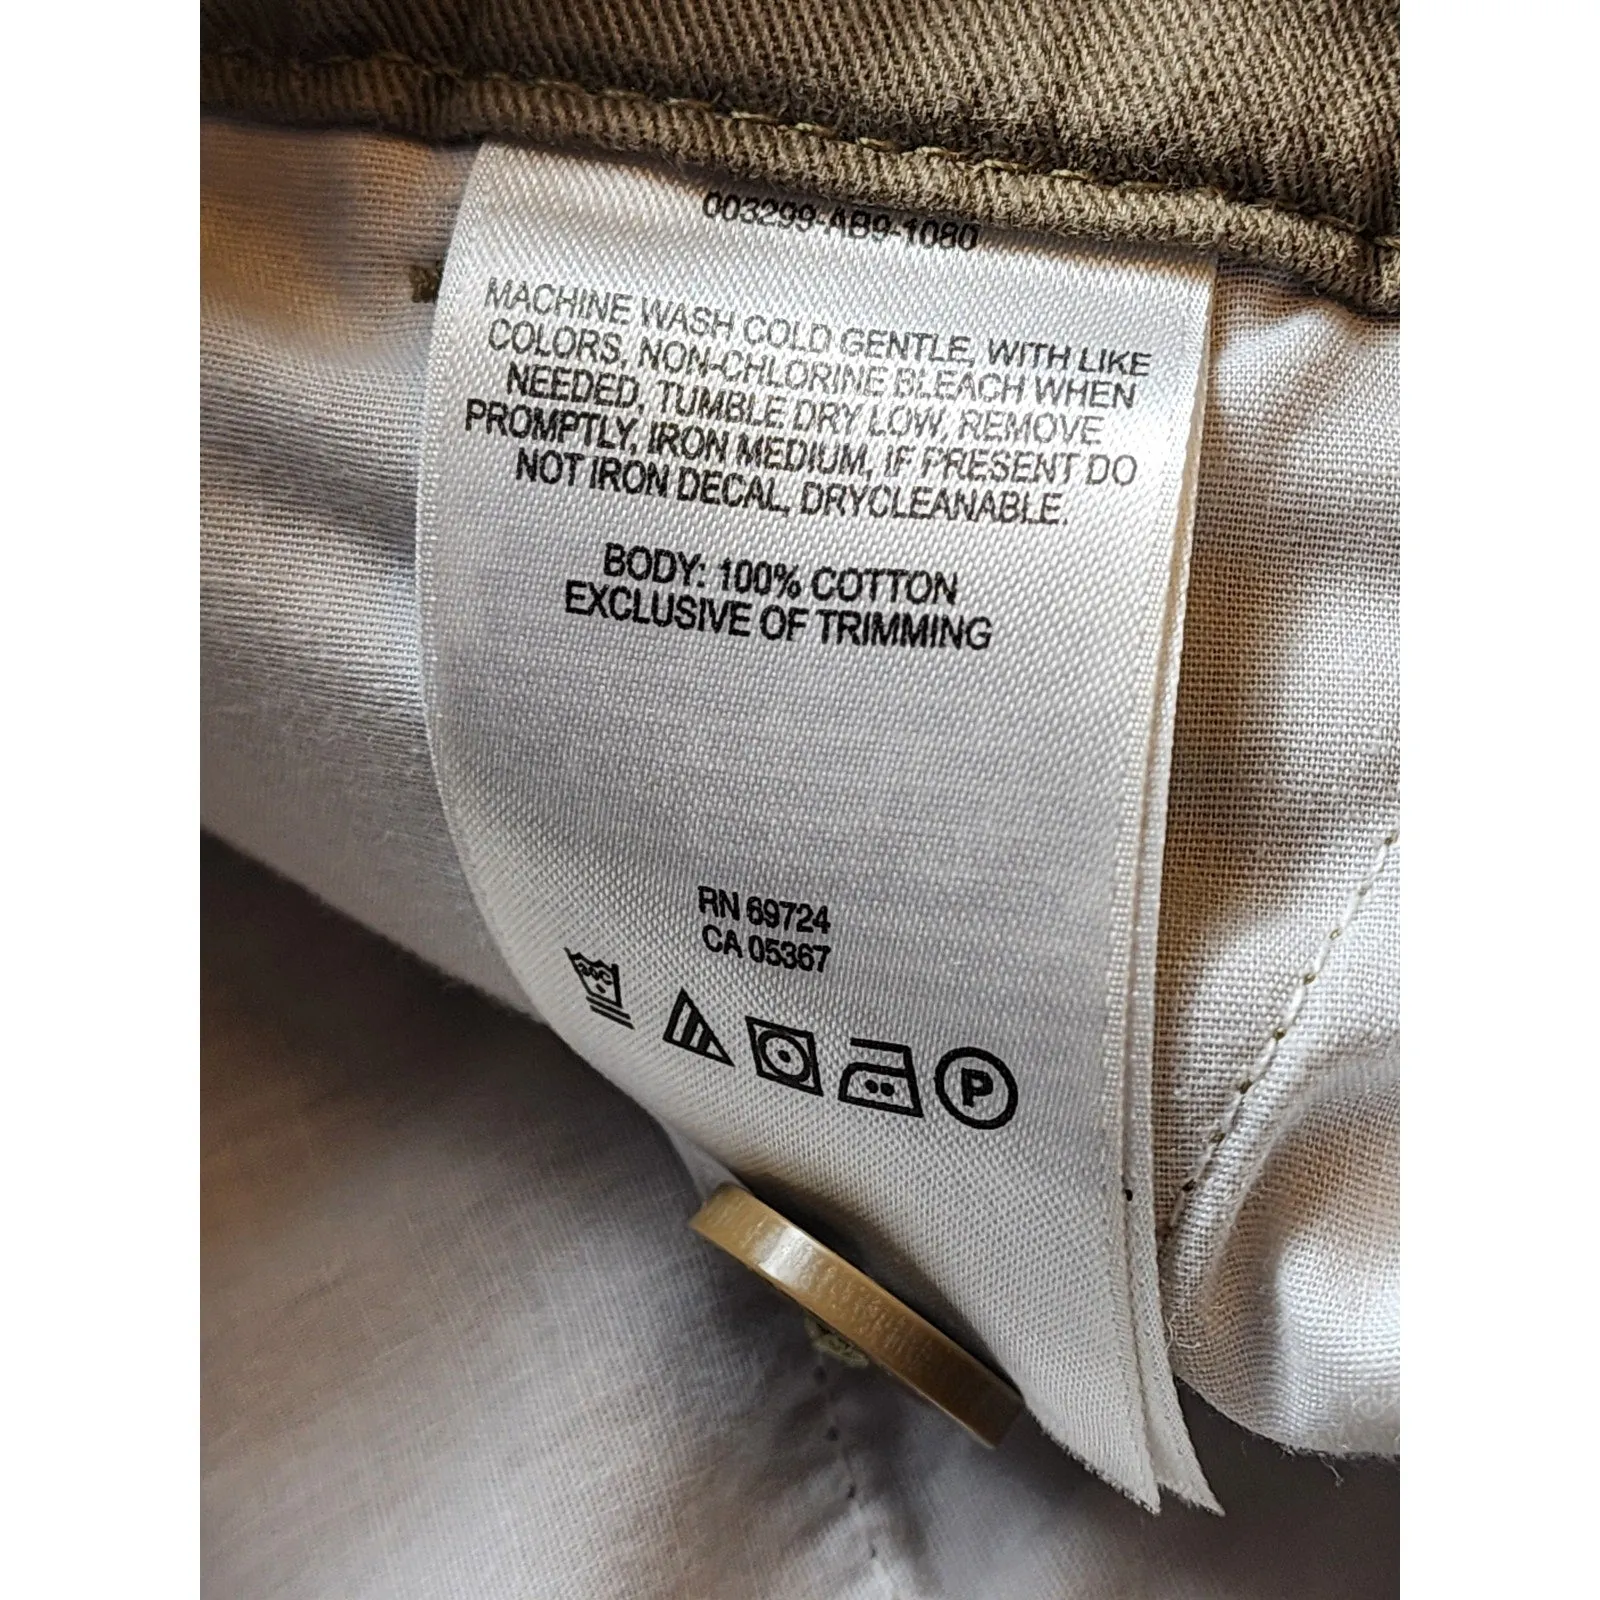 003299-AB9-1080
MACHINE WASH COLD GENTLE, WITH LIKE
COLORS, NON-CHLORINE BLEACH WHEN
NEEDED, TUMBLE DRY LOW, REMOVE
PROMPTLY, IRON MEDIUM, IF PRESENT DO
NOT IRON DECAL, DRYCLEANABLE.
BODY: 100% COTTON
EXCLUSIVE OF TRIMMING
RN 69724
CA 05367
30C
P